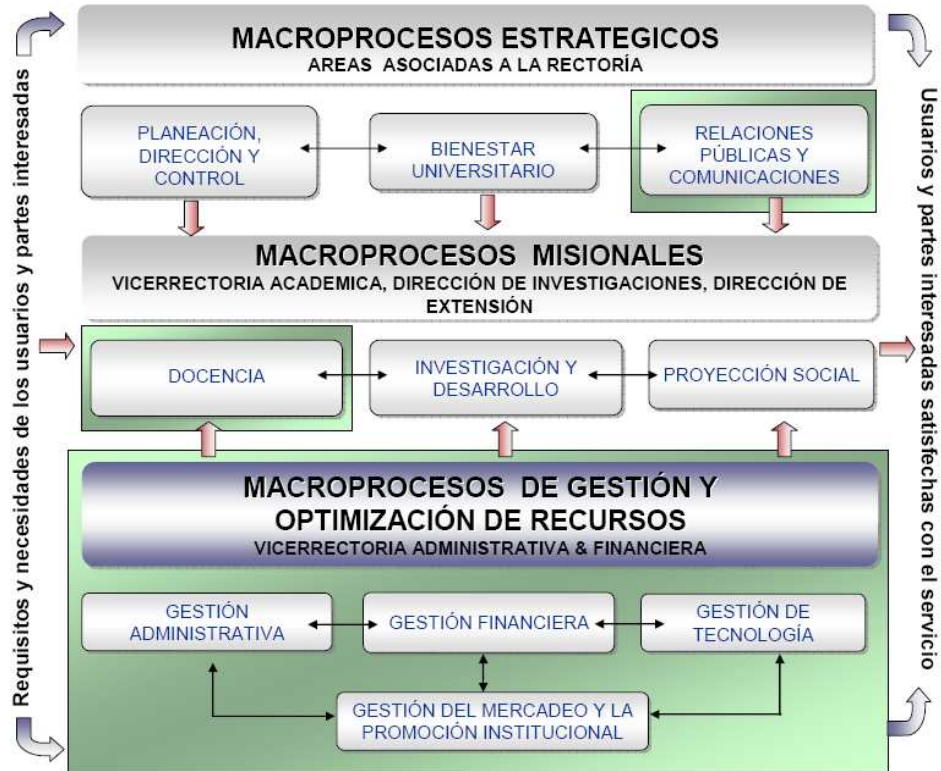 MACROPROCESOS ESTRATEGICOS
AREAS ASOCIADAS A LA RECTORÍA
PLANEACIÓN,
DIRECCIÓN Y
CONTROL
BIENESTAR
UNIVERSITARIO
RELACIONES
PÚBLICAS Y
COMUNICACIONES
MACROPROCESOS MISIONALES
VICERRECTORIA ACADEMICA, DIRECCIÓN DE INVESTIGACIONES, DIRECCIÓN DE
EXTENSIÓN
DOCENCIA
INVESTIGACIÓN Y
DESARROLLO
PROYECCIÓN SOCIAL
MACROPROCESOS DE GESTIÓN Y
OPTIMIZACIÓN DE RECURSOS
VICERRECTORIA ADMINISTRATIVA & FINANCIERA
GESTIÓN
ADMINISTRATIVA
GESTIÓN FINANCIERA
GESTIÓN DE
TECNOLOGÍA
GESTIÓN DEL MERCADEO Y LA
PROMOCIÓN INSTITUCIONAL
Requisitos y necesidades de los usuarios y partes interesadas
Usuarios y partes interesadas satisfechas con el servicio